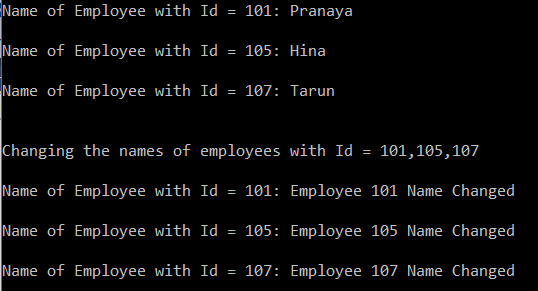 Name of Employee with Id = 101: Pranaya
Name of Employee with Id = 105: Hina
Name of Employee with Id = 107: Tarun
Changing the names of employees with Id = 101,105,107
Name of Employee with Id = 101: Employee 101 Name Changed
Name of Employee with Id = 105: Employee 105 Name Changed
Name of Employee with Id = 107: Employee 107 Name Changed